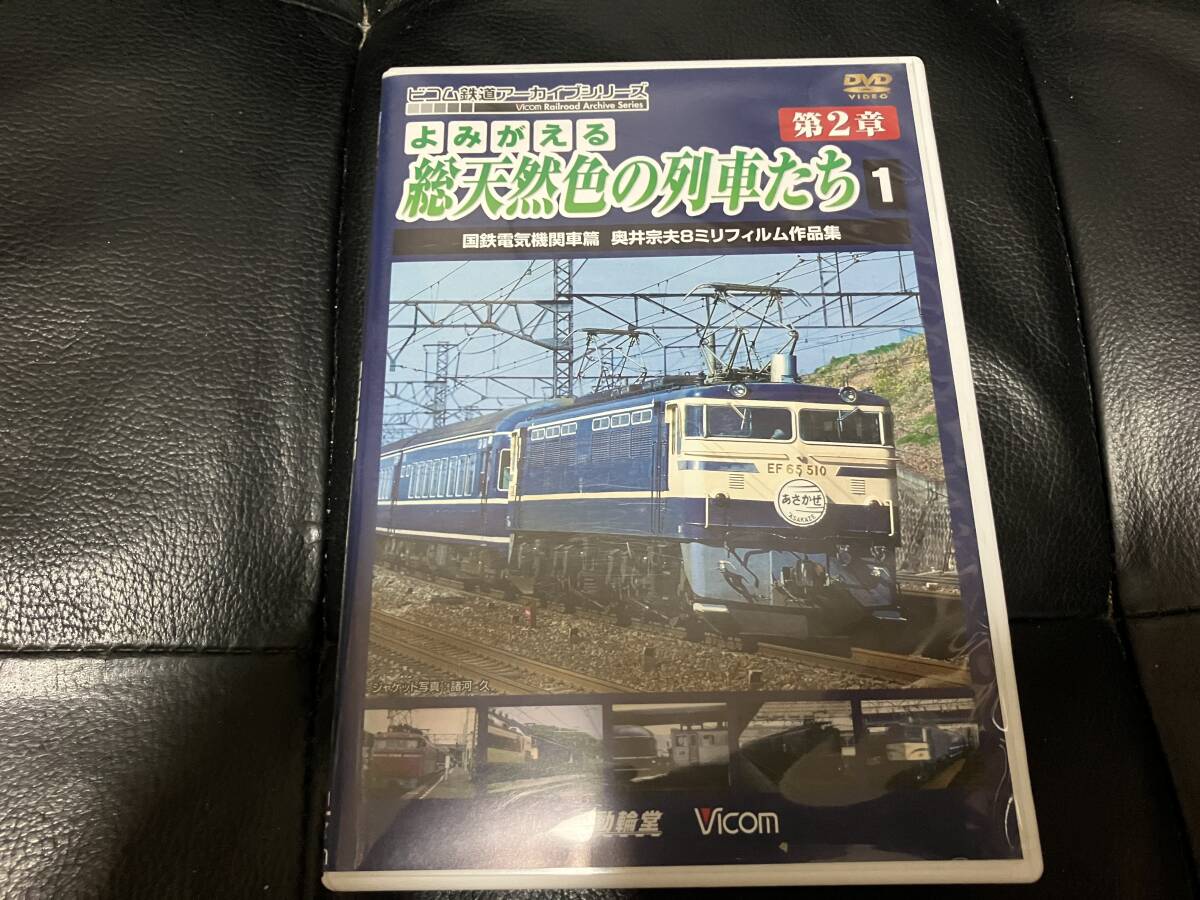 ビコム鉄道アーカイブシリーズ
Vicom Railroad Archive Series
DVD
VIDEO
第2章
よみがえる
総天然色の列車たち 1
国鉄電気機関車篇 奥井宗夫8ミリフィルム作品集
EF65 510
あさかぜ
ASAKAZE
ジャケット写真:諸河 久
動輪堂 Vicom